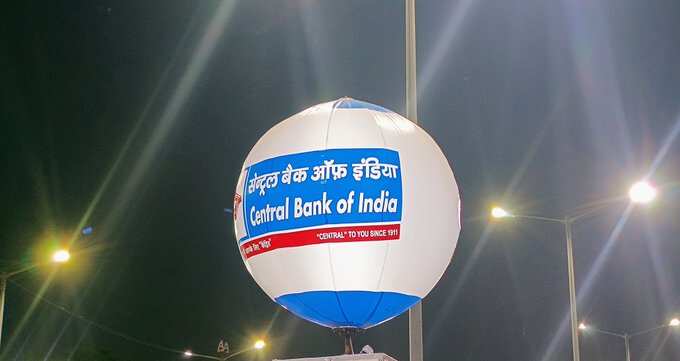 सेन्ट्रल बैंक ऑफ़ इंडिया
Central Bank of India
"CENTRAL" TO YOU SINCE 1911